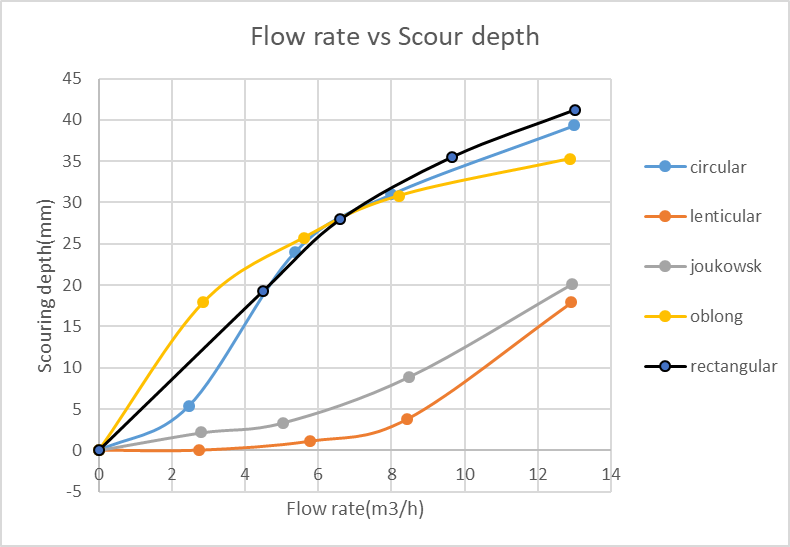 Flow rate vs Scour depth
45
40
35
30
25
20
15
10
5
0
-5
0 2 4 6 8 10 12 14
Scouring depth(mm)
Flow rate(m3/h)
circular
lenticular
joukowsk
oblong
rectangular